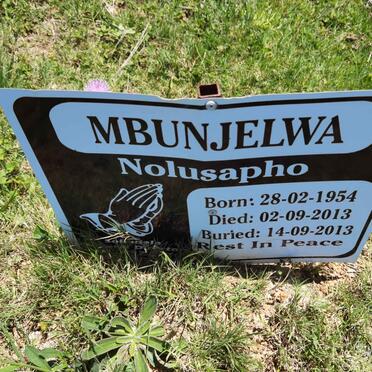 MBUNJELWA
Nolusapho
Born: 28-02-1954
Died: 02-09-2013
Buried: 14-09-2013
Rest In Peace